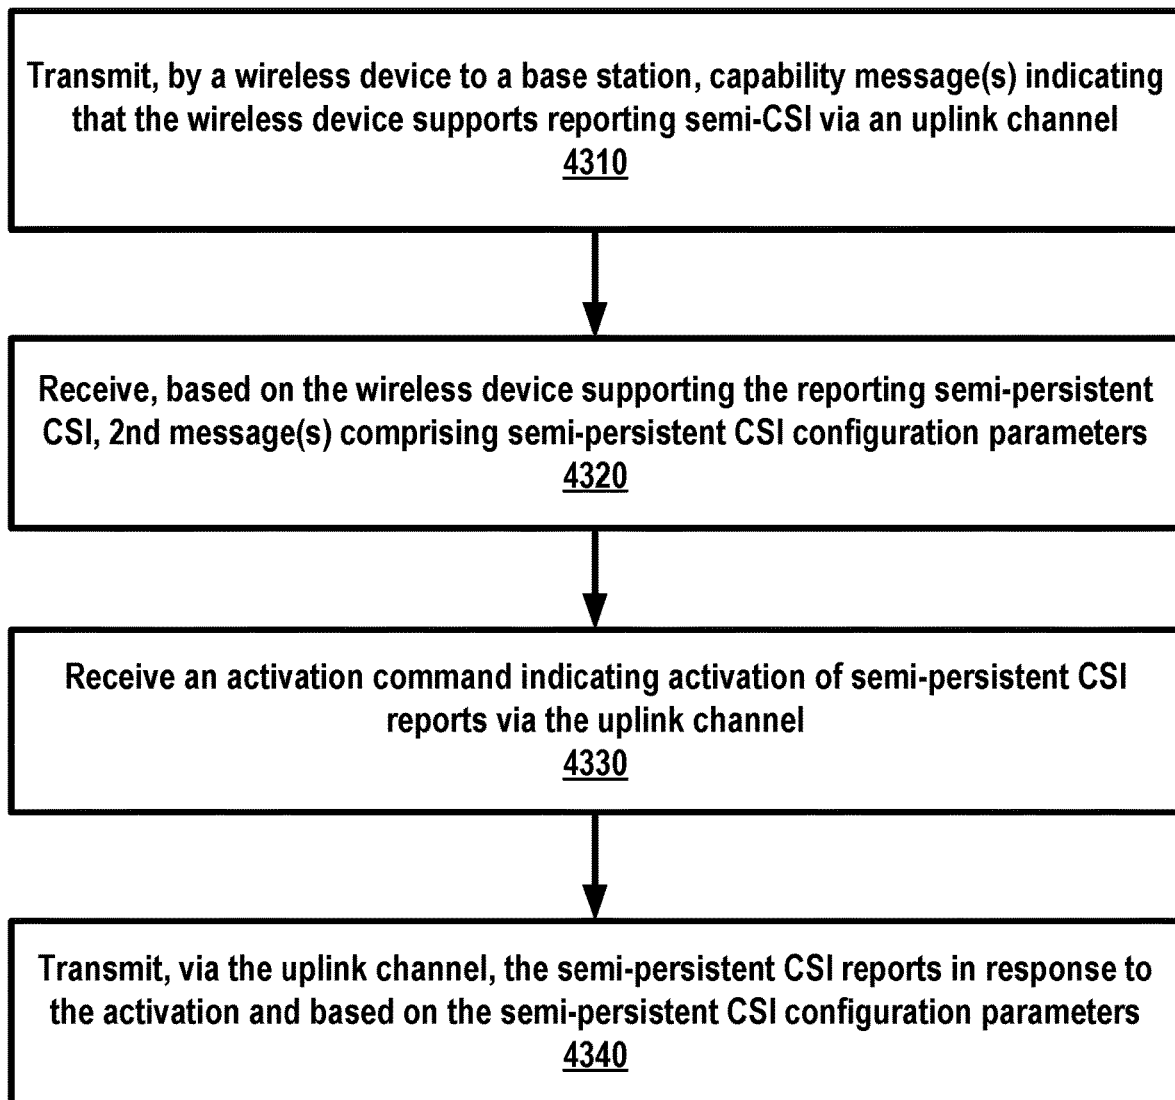 Transmit, by a wireless device to a base station, capability message(s) indicating
that the wireless device supports reporting semi-CSI via an uplink channel
4310
Receive, based on the wireless device supporting the reporting semi-persistent
CSI, 2nd message(s) comprising semi-persistent CSI configuration parameters
4320
Receive an activation command indicating activation of semi-persistent CSI
reports via the uplink channel
4330
Transmit, via the uplink channel, the semi-persistent CSI reports in response to
the activation and based on the semi-persistent CSI configuration parameters
4340